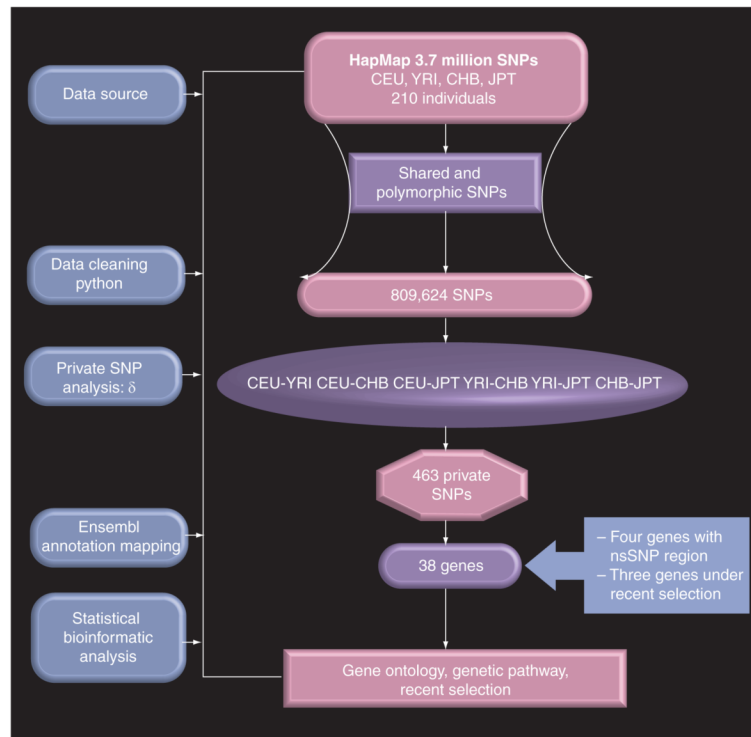 HapMap 3.7 million SNPs
CEU, YRI, CHB, JPT
210 individuals
Data source
Shared and
polymorphic SNPs
Data cleaning
python
809,624 SNPs
Private SNP
analysis: δ
CEU-YRI CEU-CHB CEU-JPT YRI-CHB YRI-JPT CHB-JPT
463 private
SNPs
Ensembl
annotation mapping
38 genes
– Four genes with
nsSNP region
– Three genes under
recent selection
Statistical
bioinformatic
analysis
Gene ontology, genetic pathway,
recent selection